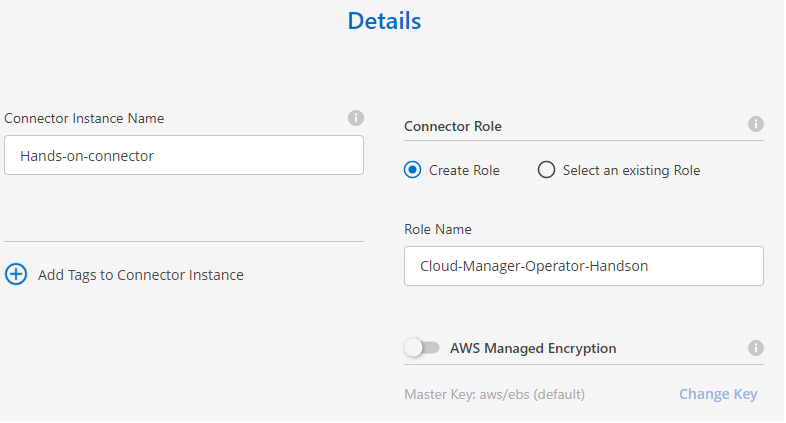 Details
Connector Instance Name
Hands-on-connector
Add Tags to Connector Instance
Connector Role
Create Role
Select an existing Role
Role Name
Cloud-Manager-Operator-Handson
AWS Managed Encryption
Master Key: aws/ebs (default)
Change Key